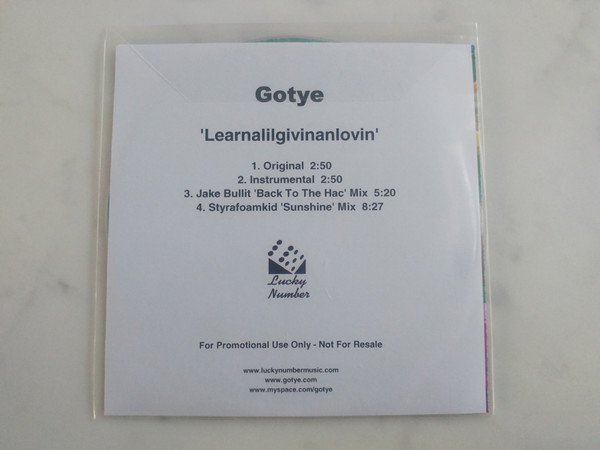 Gotye
'Learnalilgivinanlovin'
1. Original 2:50
2. Instrumental 2:50
3. Jake Bullit 'Back To The Hac' Mix 5:20
4. Styrafoamkid 'Sunshine' Mix 8:27
Lucky
Number
For Promotional Use Only - Not For Resale
www.luckynumbermusic.com
www.gotye.com
www.myspace.com/gotye